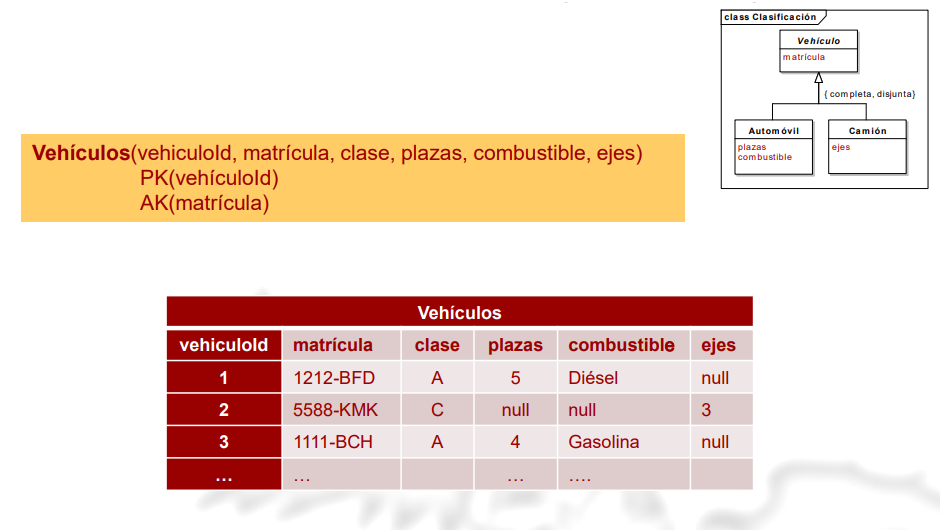 class Clasificación
Vehículo
matrícula
{ completa, disjunta}
Automóvil
plazas
combustible
Camión
ejes
Vehículos(vehiculoId, matrícula, clase, plazas, combustible, ejes)
PK(vehículoId)
AK(matrícula)
Vehículos
vehiculoId matrícula clase plazas combustible ejes
1 1212-BFD A 5 Diésel null
2 5588-KMK C null null 3
3 1111-BCH A 4 Gasolina null
... ... ... ....